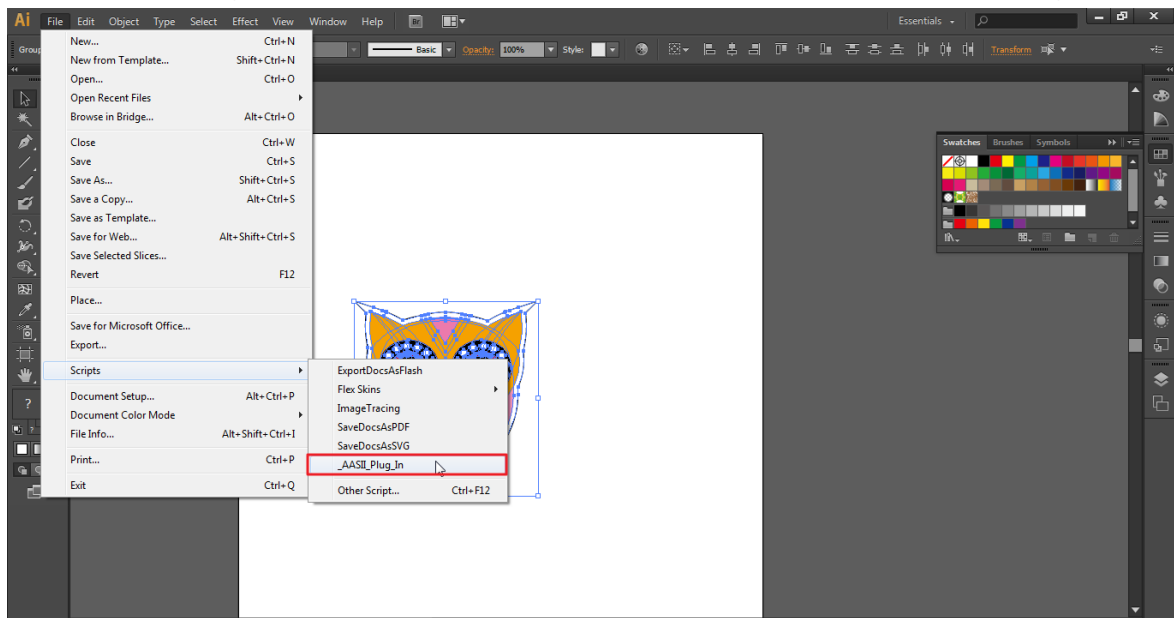 Ai File Edit Object Type Select Effect View Window Help Br Essentials
Group Basic Opacity: 100% Style: Transform
New... Ctrl+N
New from Template... Shift+Ctrl+N
Open... Ctrl+O
Open Recent Files
Browse in Bridge... Alt+Ctrl+O
Close Ctrl+W
Save Ctrl+S
Save As... Shift+Ctrl+S
Save a Copy... Alt+Ctrl+S
Save as Template...
Save for Web... Alt+Shift+Ctrl+S
Save Selected Slices...
Revert F12
Place...
Save for Microsoft Office...
Export...
Scripts
Document Setup... Alt+Ctrl+P
Document Color Mode
File Info... Alt+Shift+Ctrl+I
Print... Ctrl+P
Exit Ctrl+Q
ExportDocsAsFlash
Flex Skins
ImageTracing
SaveDocsAsPDF
SaveDocsAsSVG
_AASII_Plug_In
Other Script... Ctrl+F12
Swatches Brushes Symbols